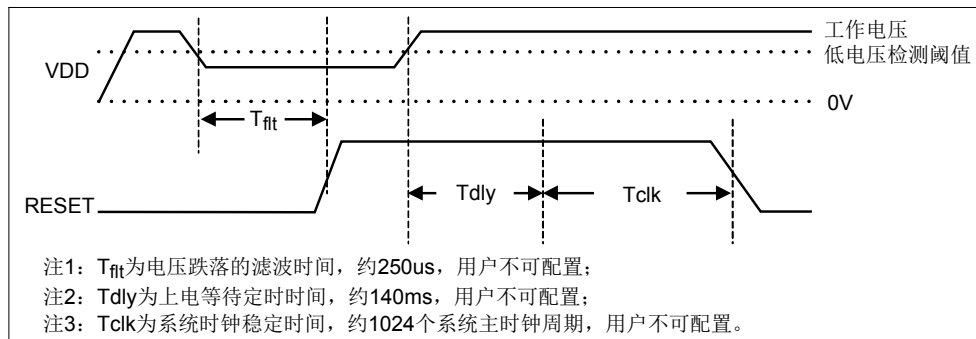 工作电压
低电压检测阈值
VDD
0V
Tflt
Tdly
Tclk
RESET
注1：Tflt为电压跌落的滤波时间，约250us，用户不可配置；
注2：Tdly为上电等待定时时间，约140ms，用户不可配置；
注3：Tclk为系统时钟稳定时间，约1024个系统主时钟周期，用户不可配置。